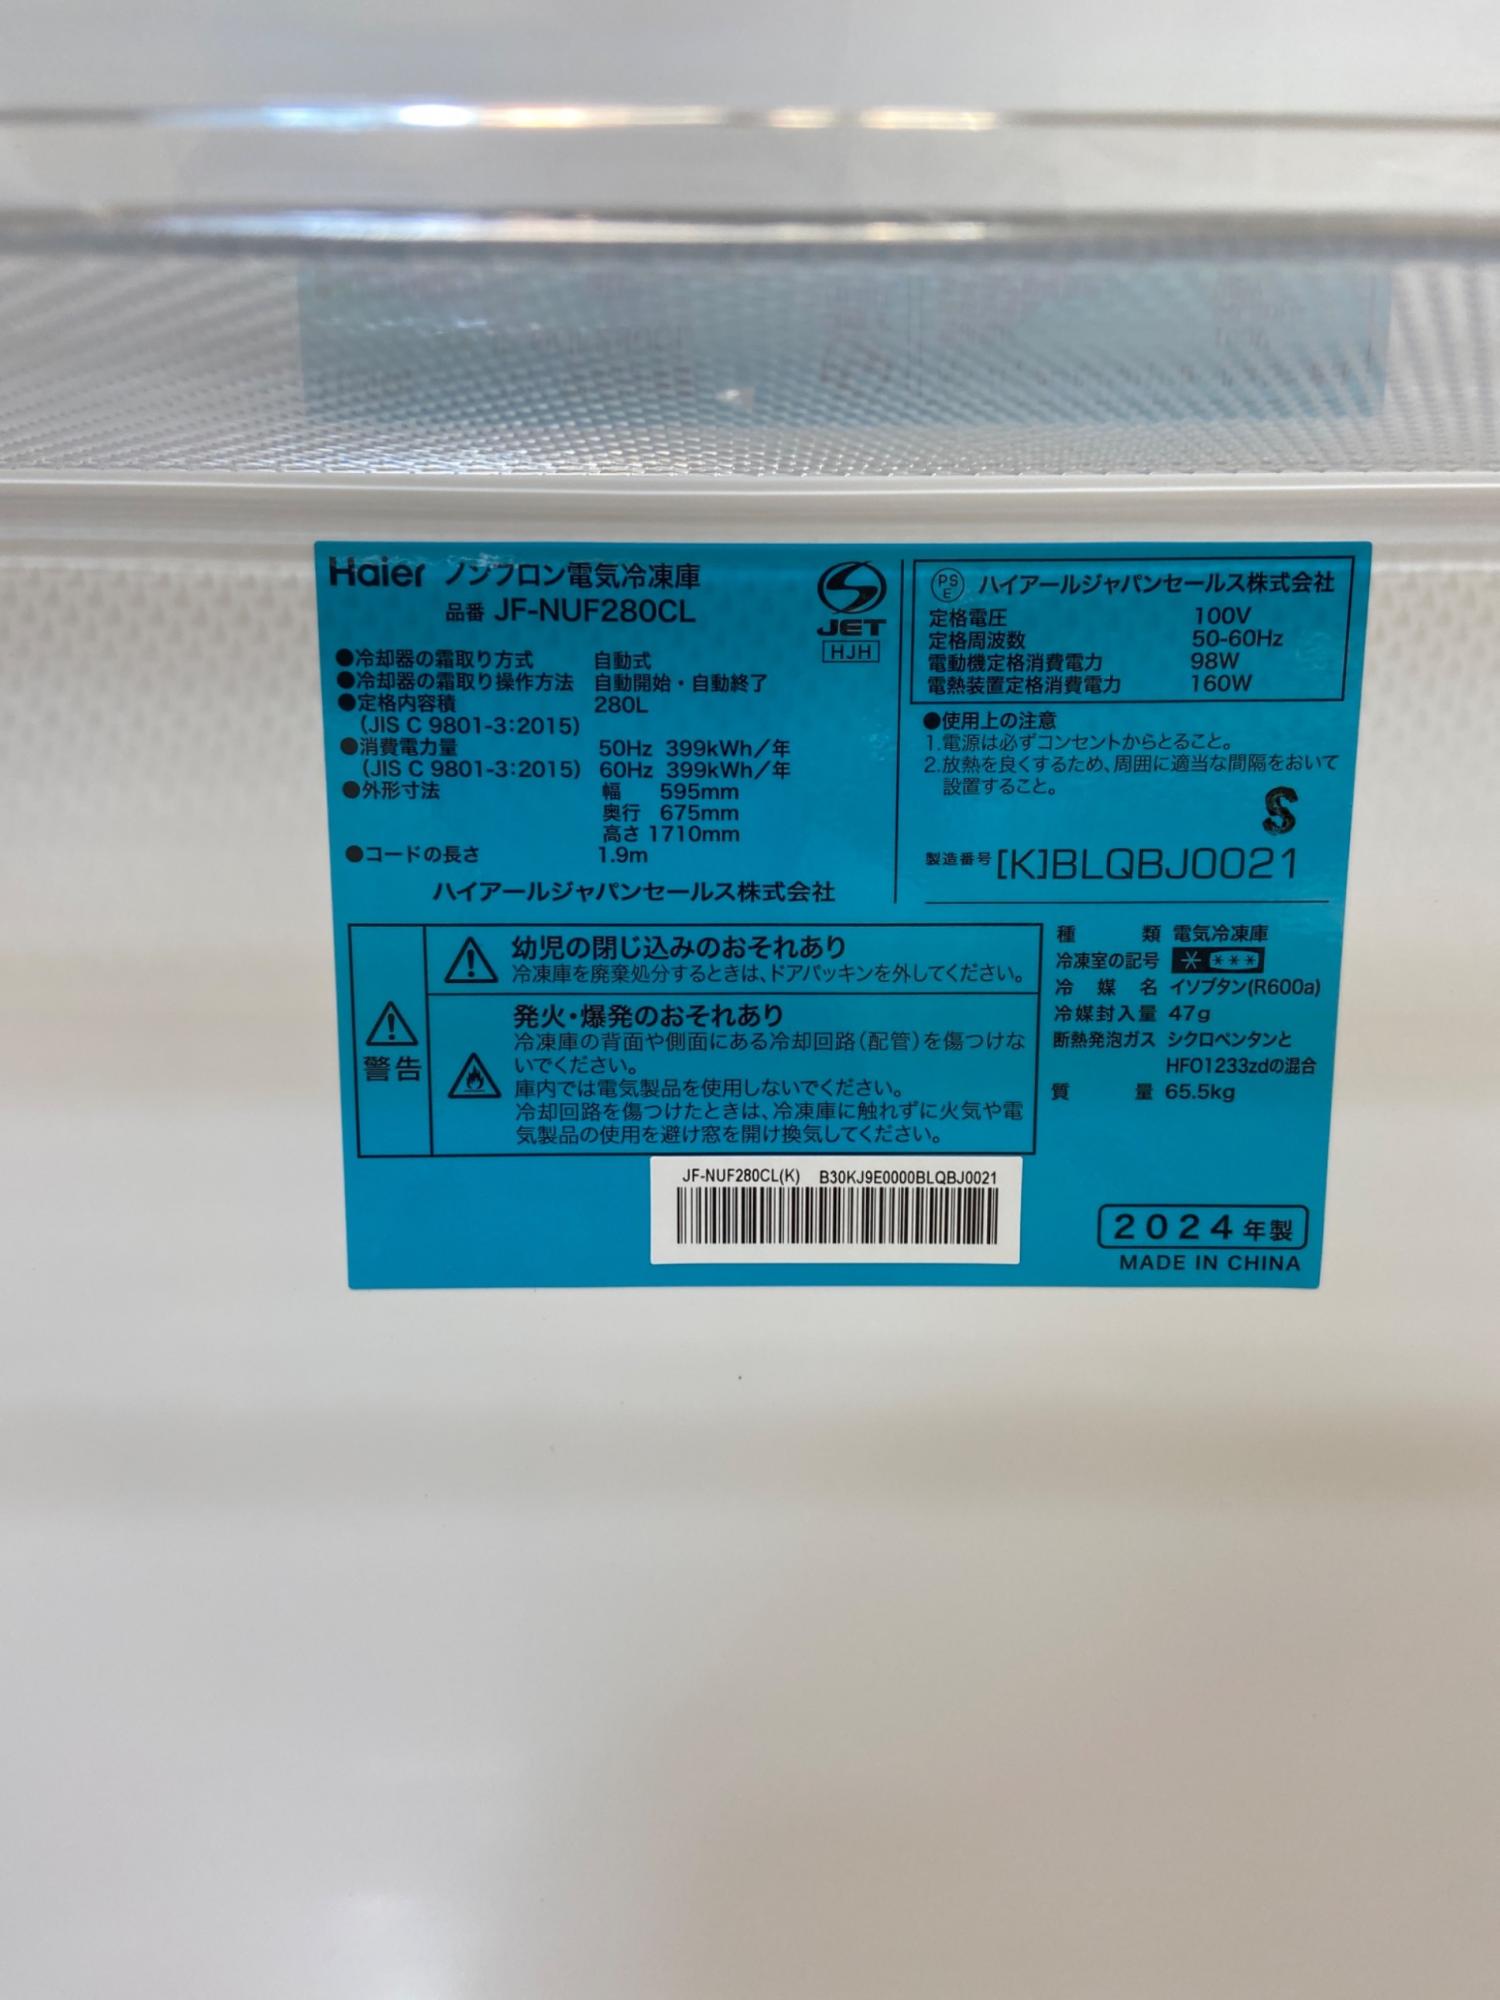 Haier ノンフロン電気冷凍庫
品番 JF-NUF280CL
●冷却器の霜取り方式 自動式
●冷却器の霜取り操作方法 自動開始・自動終了
●定格内容積 280L
(JIS C 9801-3:2015)
●消費電力量 50Hz 399kWh/年
(JIS C 9801-3:2015) 60Hz 399kWh/年
●外形寸法 幅 595mm
奥行 675mm
高さ 1710mm
●コードの長さ 1.9m
ハイアールジャパンセールス株式会社
S JET
HJH
PSE ハイアールジャパンセールス株式会社
定格電圧 100V
定格周波数 50-60Hz
電動機定格消費電力 98W
電熱装置定格消費電力 160W
●使用上の注意
1.電源は必ずコンセントからとること。
2.放熱を良くするため、周囲に適当な間隔をおいて
設置すること。
S
製造番号 [K]BLQBJ0021
警告
幼児の閉じ込みのおそれあり
冷凍庫を廃棄処分するときは、ドアパッキンを外してください。
発火・爆発のおそれあり
冷凍庫の背面や側面にある冷却回路(配管)を傷つけな
いでください。
庫内では電気製品を使用しないでください。
冷却回路を傷つけたときは、冷凍庫に触れずに火気や電
気製品の使用を避け窓を開け換気してください。
種類 電気冷凍庫
冷凍室の記号 * ***
冷媒名 イソブタン(R600a)
冷媒封入量 47g
断熱発泡ガス シクロペンタンと
HFO1233zdの混合
質量 65.5kg
JF-NUF280CL(K) B30KJ9E0000BLQBJ0021
2024年製
MADE IN CHINA